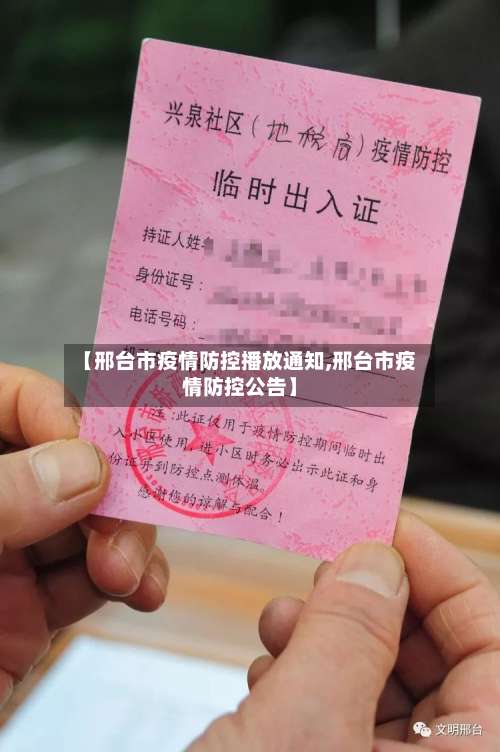 兴泉社区（地税店）疫情防控
临时出入证
持证人姓名
身份证号：
电话号码：
【邢台市疫情防控播放通知,邢台市疫
情防控公告】
注:此证仅用于疫情防控期间临时出
入小区使用,进小区时务必出示此证和身
份证并到防控点测体温。
感谢您的谅解与配合！
文明邢台